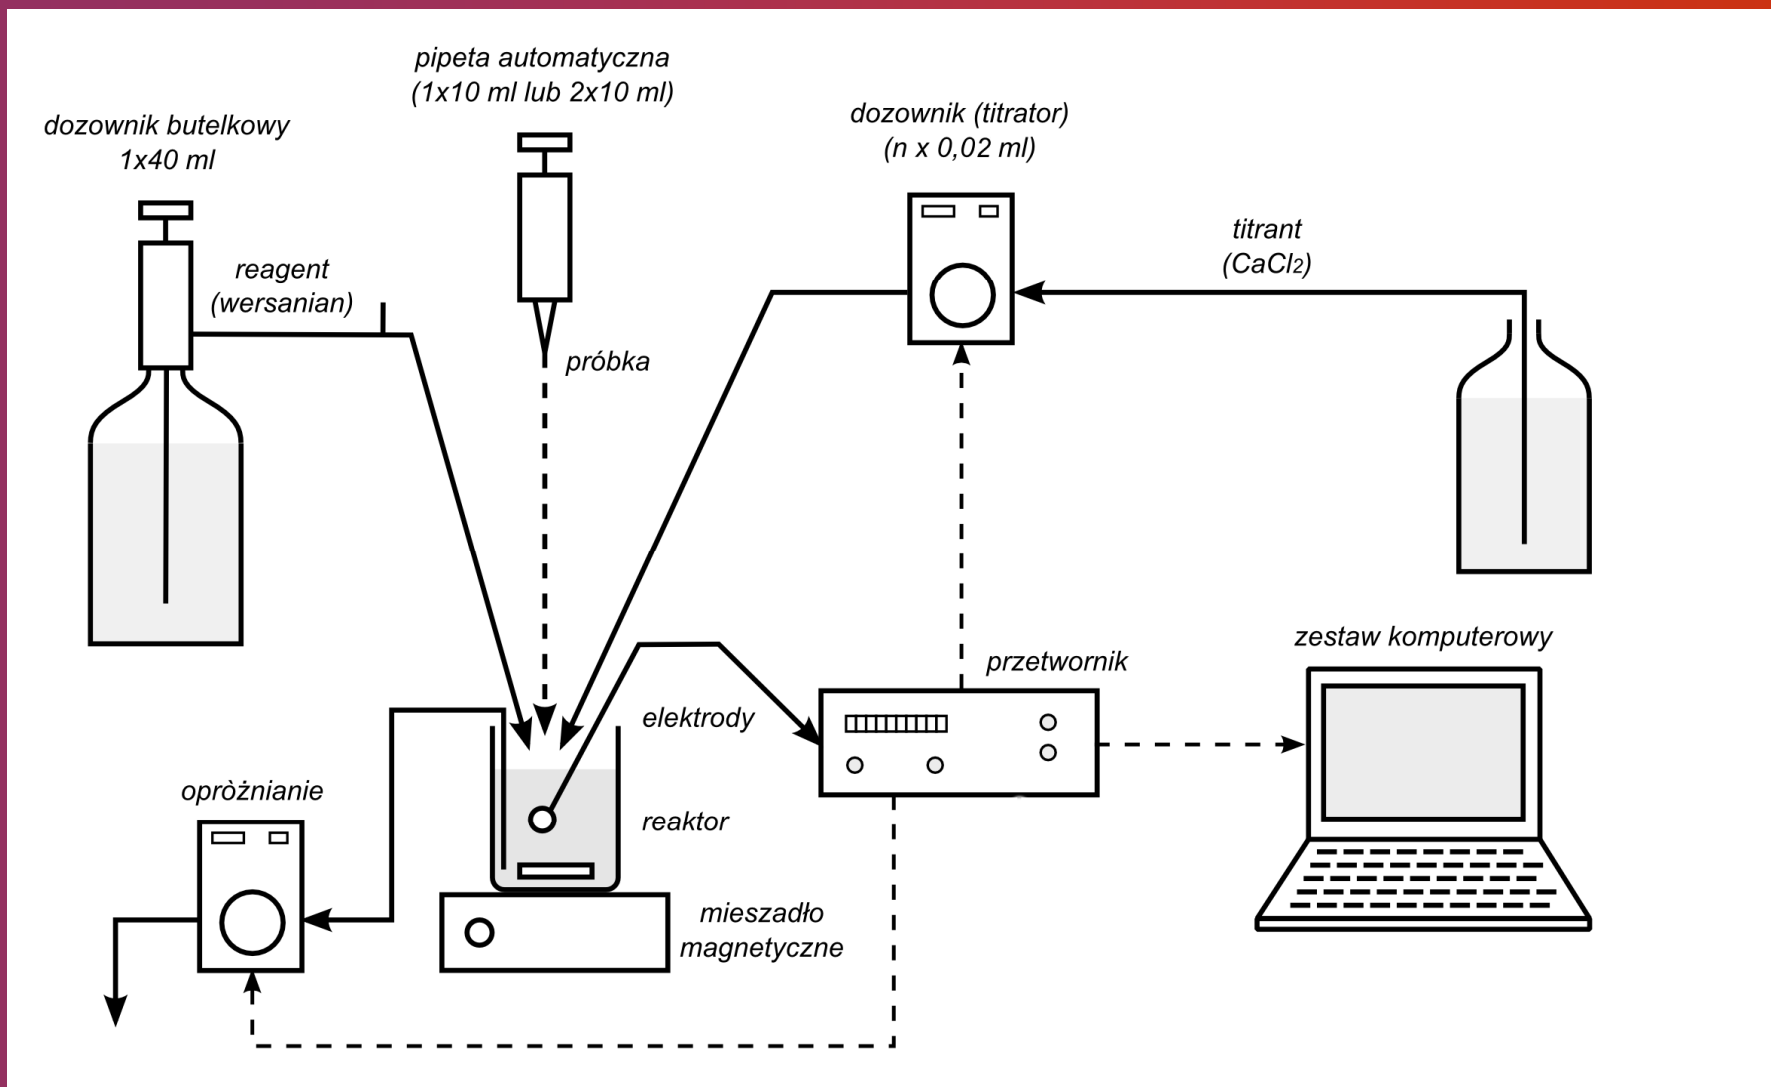 pipeta automatyczna
(1x10 ml lub 2x10 ml)
dozownik butelkowy
1x40 ml
dozownik (titrator)
(n x 0,02 ml)
reagent
(wersanian)
titrant
(CaCl2)
próbka
zestaw komputerowy
przetwornik
elektrody
opròżnianie
reaktor
mieszadło
magnetyczne